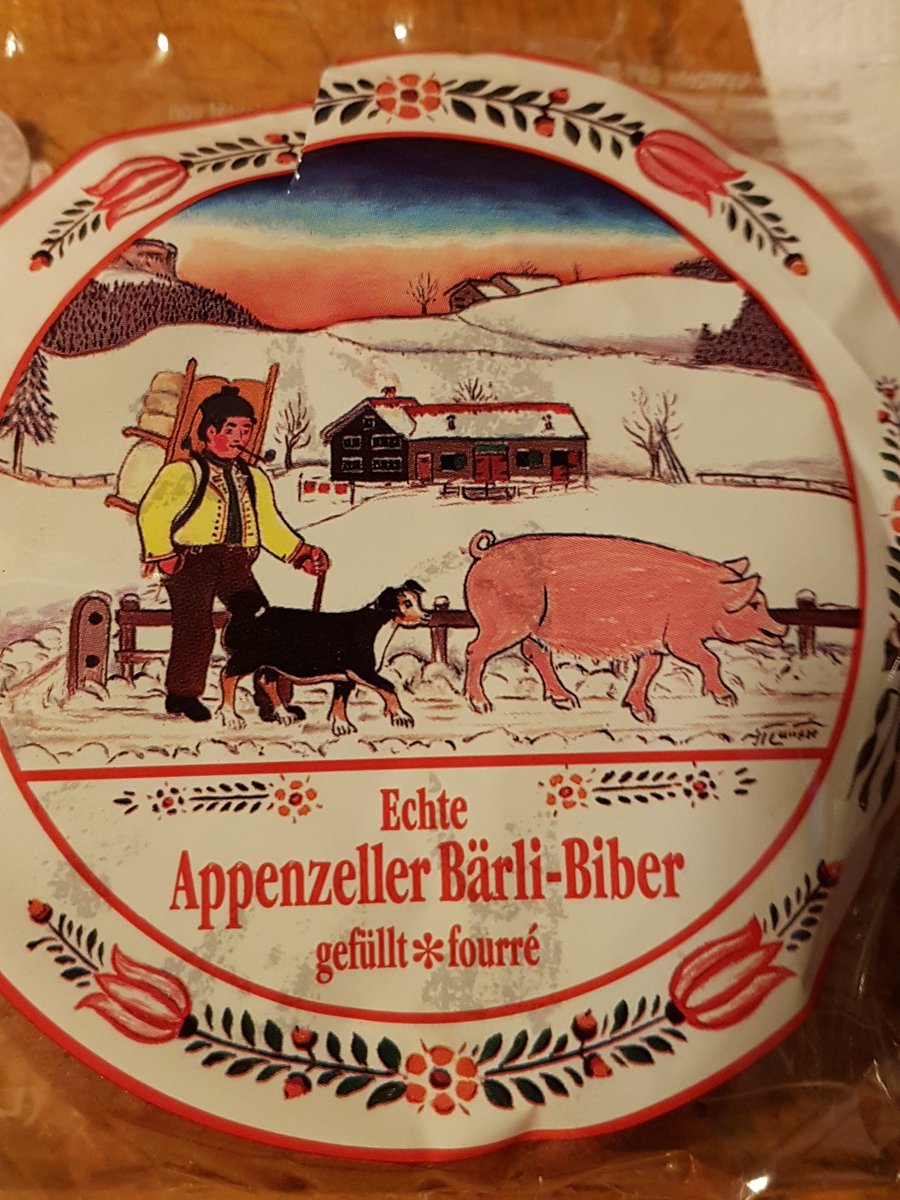 Echte
Appenzeller Bärli-Biber
gefüllt*fourré